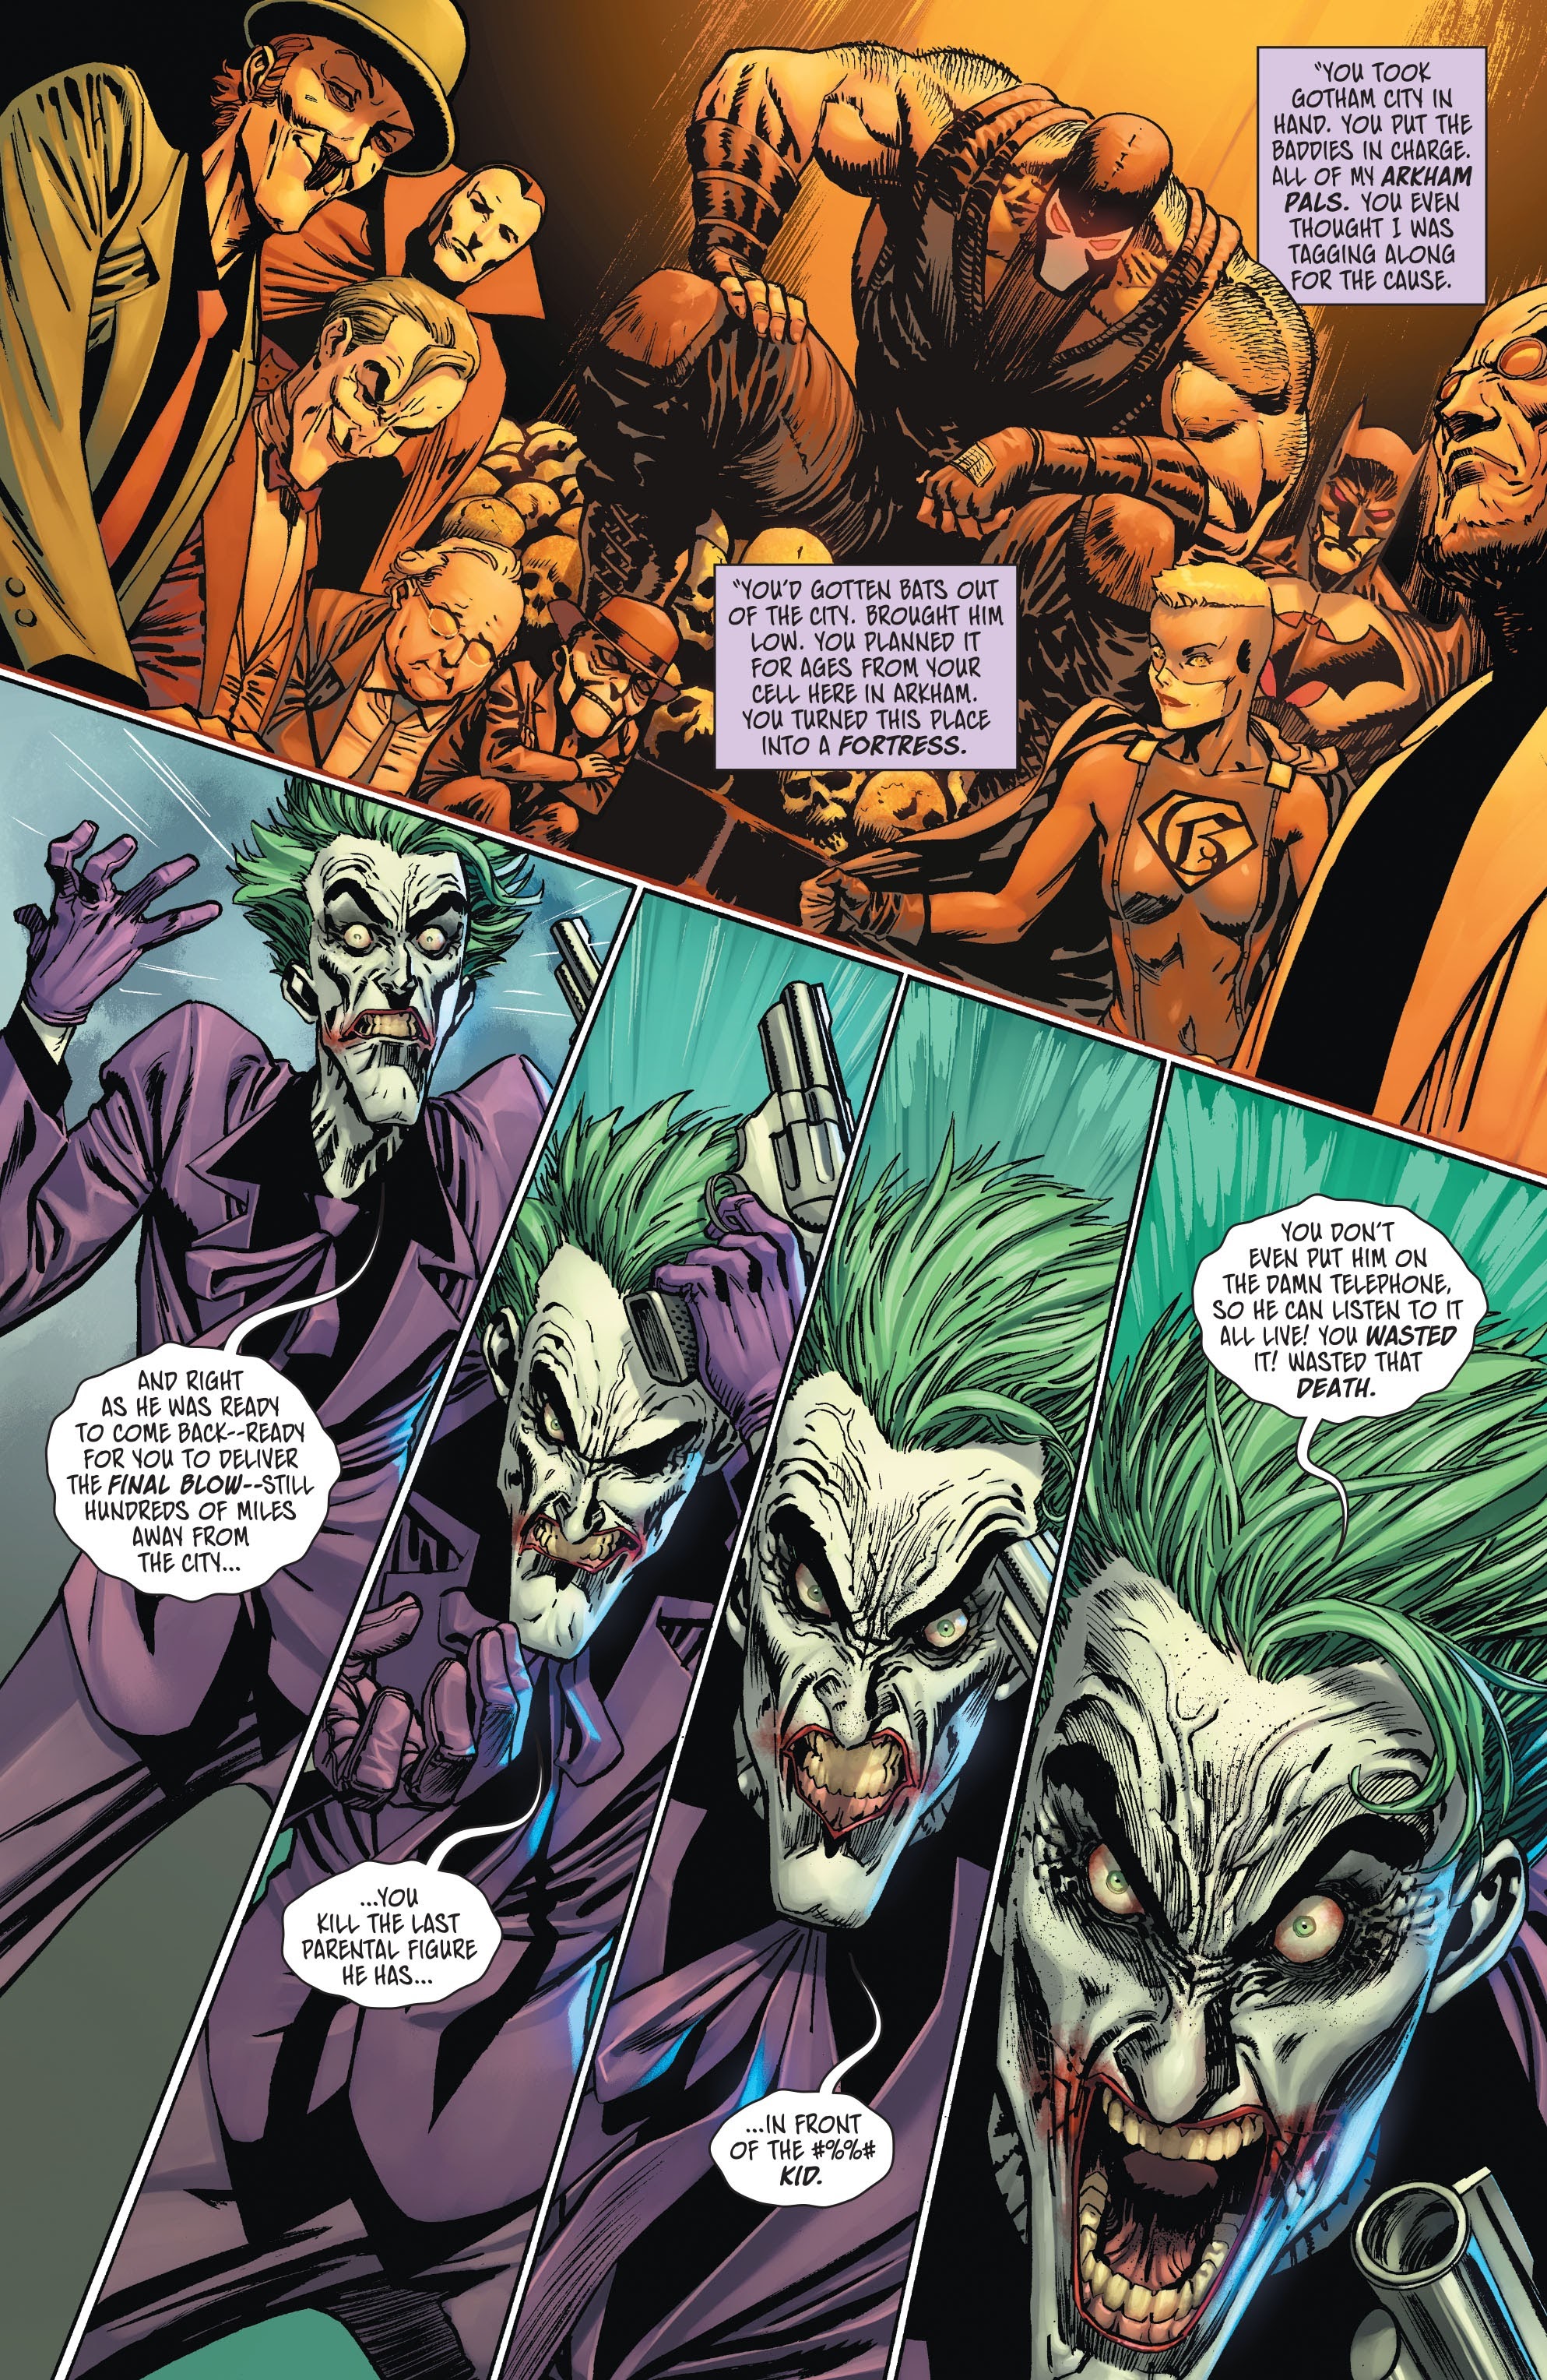 "YOU TOOK
GOTHAM CITY IN
HAND. YOU PUT THE
BADDIES IN CHARGE.
ALL OF MY ARKHAM
PALS. YOU EVEN
THOUGHT I WAS
TAGGING ALONG
FOR THE CAUSE.
"YOU'D GOTTEN BATS OUT
OF THE CITY. BROUGHT HIM
LOW. YOU PLANNED IT
FOR AGES FROM YOUR
CELL HERE IN ARKHAM.
YOU TURNED THIS PLACE
INTO A FORTRESS.
AND RIGHT
AS HE WAS READY
TO COME BACK--READY
FOR YOU TO DELIVER
THE FINAL BLOW--STILL
HUNDREDS OF MILES
AWAY FROM
THE CITY...
...YOU
KILL THE LAST
PARENTAL FIGURE
HE HAS...
...IN FRONT
OF THE #%%#
KID.
YOU DON'T
EVEN PUT HIM ON
THE DAMN TELEPHONE,
SO HE CAN LISTEN TO IT
ALL LIVE! YOU WASTED
IT! WASTED THAT
DEATH.